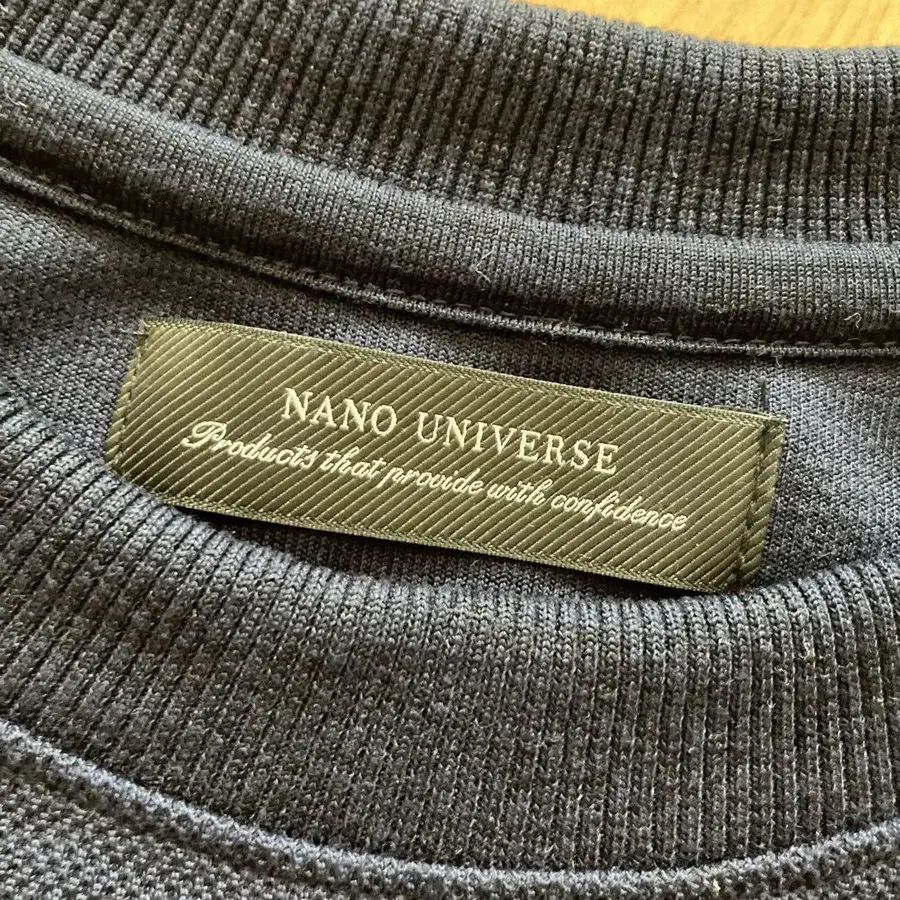 NANO UNIVERSE
Products that provide with confidence